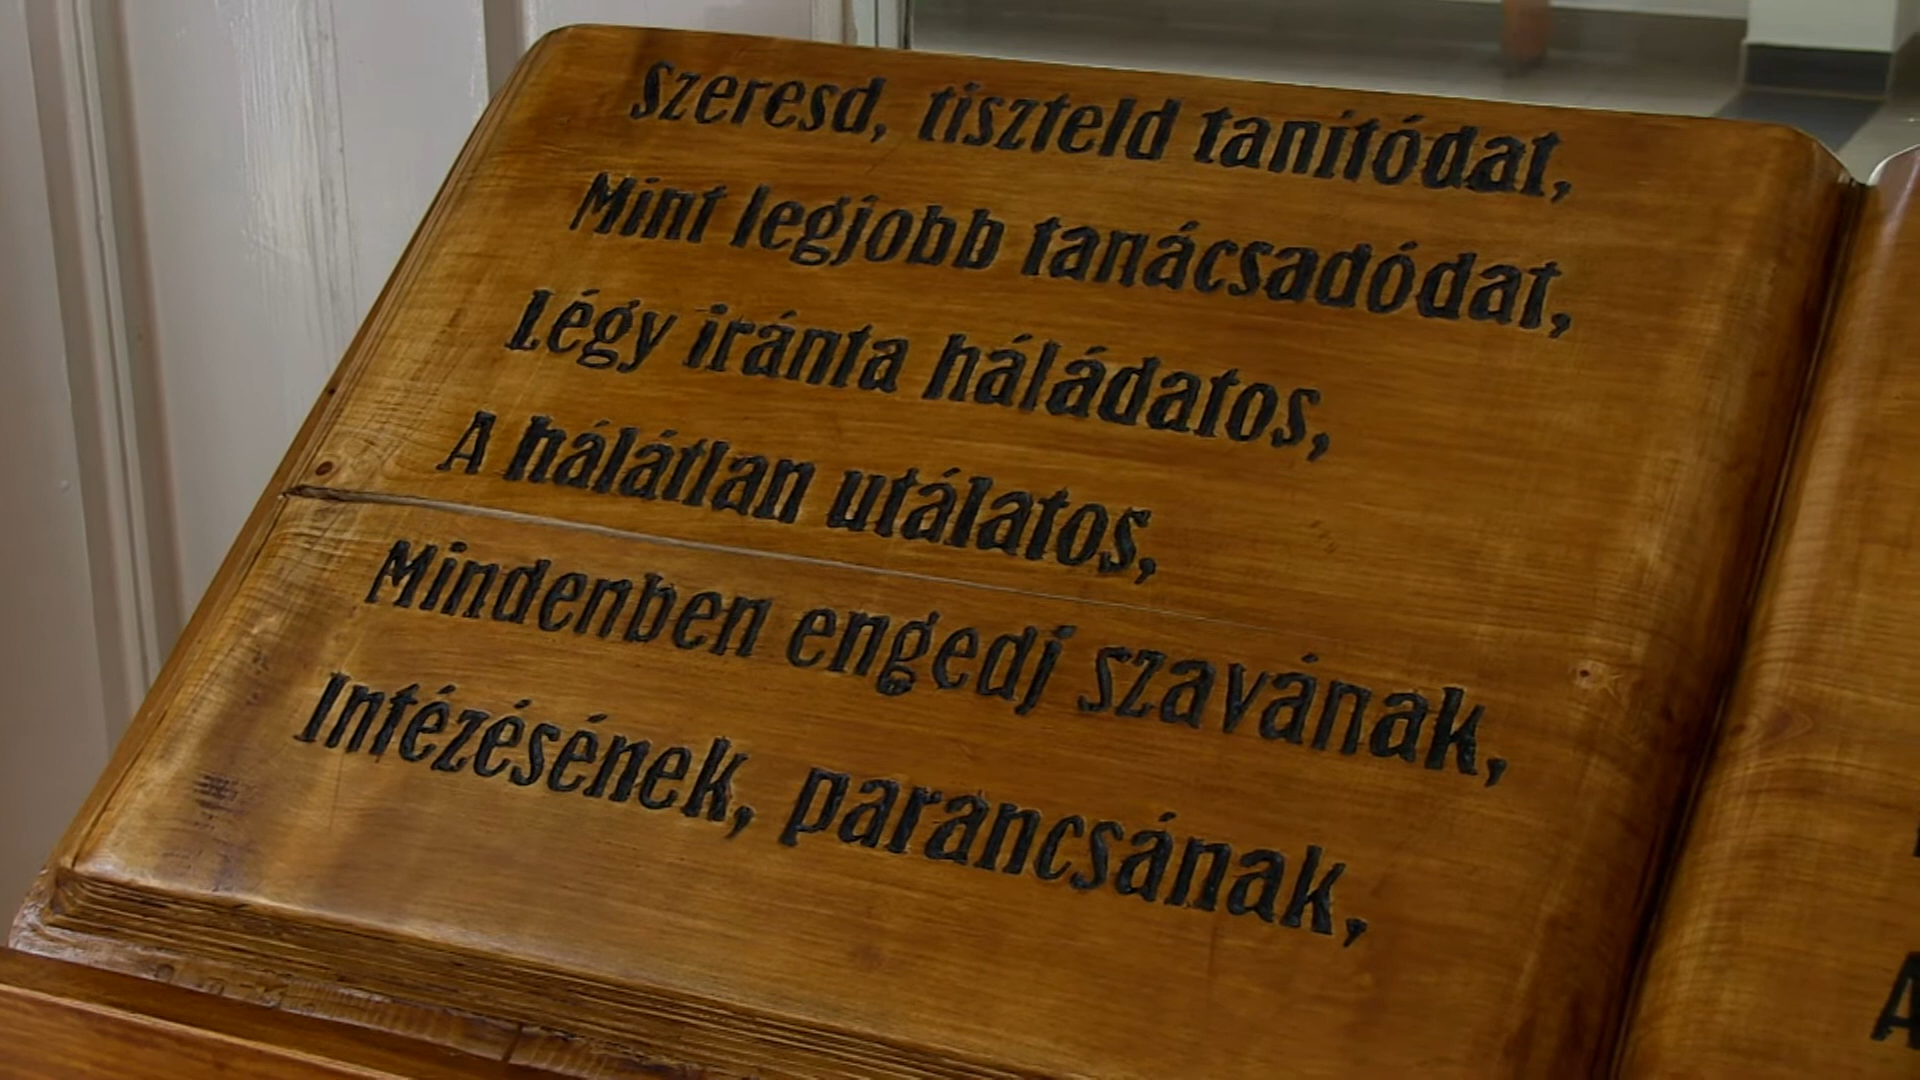 Szeresd, tiszteld tanítódat,
Mint legjobb tanácsadódat,
Légy iránta háládatos,
A hálátlan utálatos,
Mindenben engedj szavának,
Intézésének, parancsának,